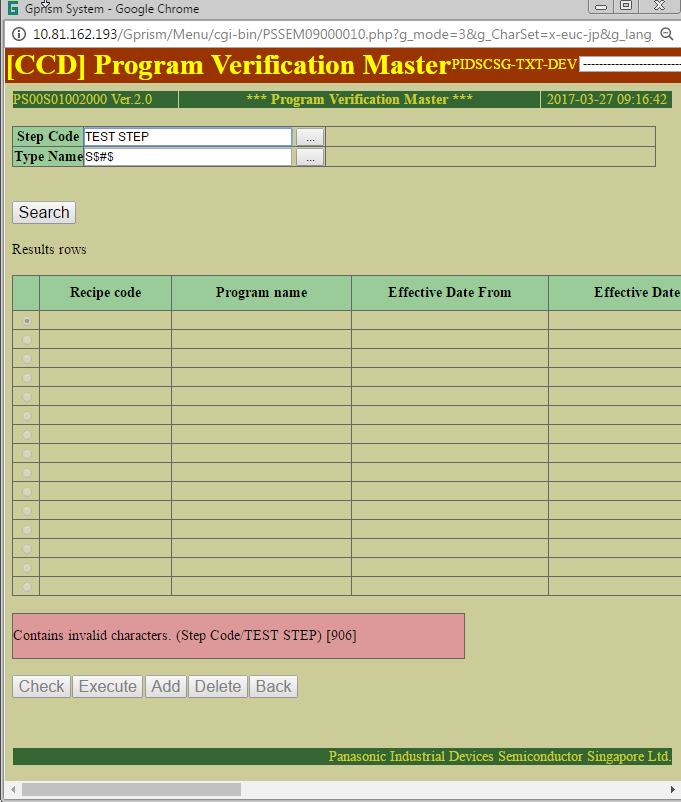 Gprism System - Google Chrome
10.81.162.193/Gprism/Menu/cgi-bin/PSSEM09000010.php?g_mode=3&g_CharSet=x-euc-jp&g_lang_
[CCD] Program Verification Master PIDSCSG-TXT-DEV ----------------------------
PS00S01002000 Ver.2.0 *** Program Verification Master *** 2017-03-27 09:16:42
Step Code TEST STEP ...
Type Name S$#$ ...
Search
Results rows
Recipe code Program name Effective Date From Effective Date
Contains invalid characters. (Step Code/TEST STEP) [906]
Check Execute Add Delete Back
Panasonic Industrial Devices Semiconductor Singapore Ltd.